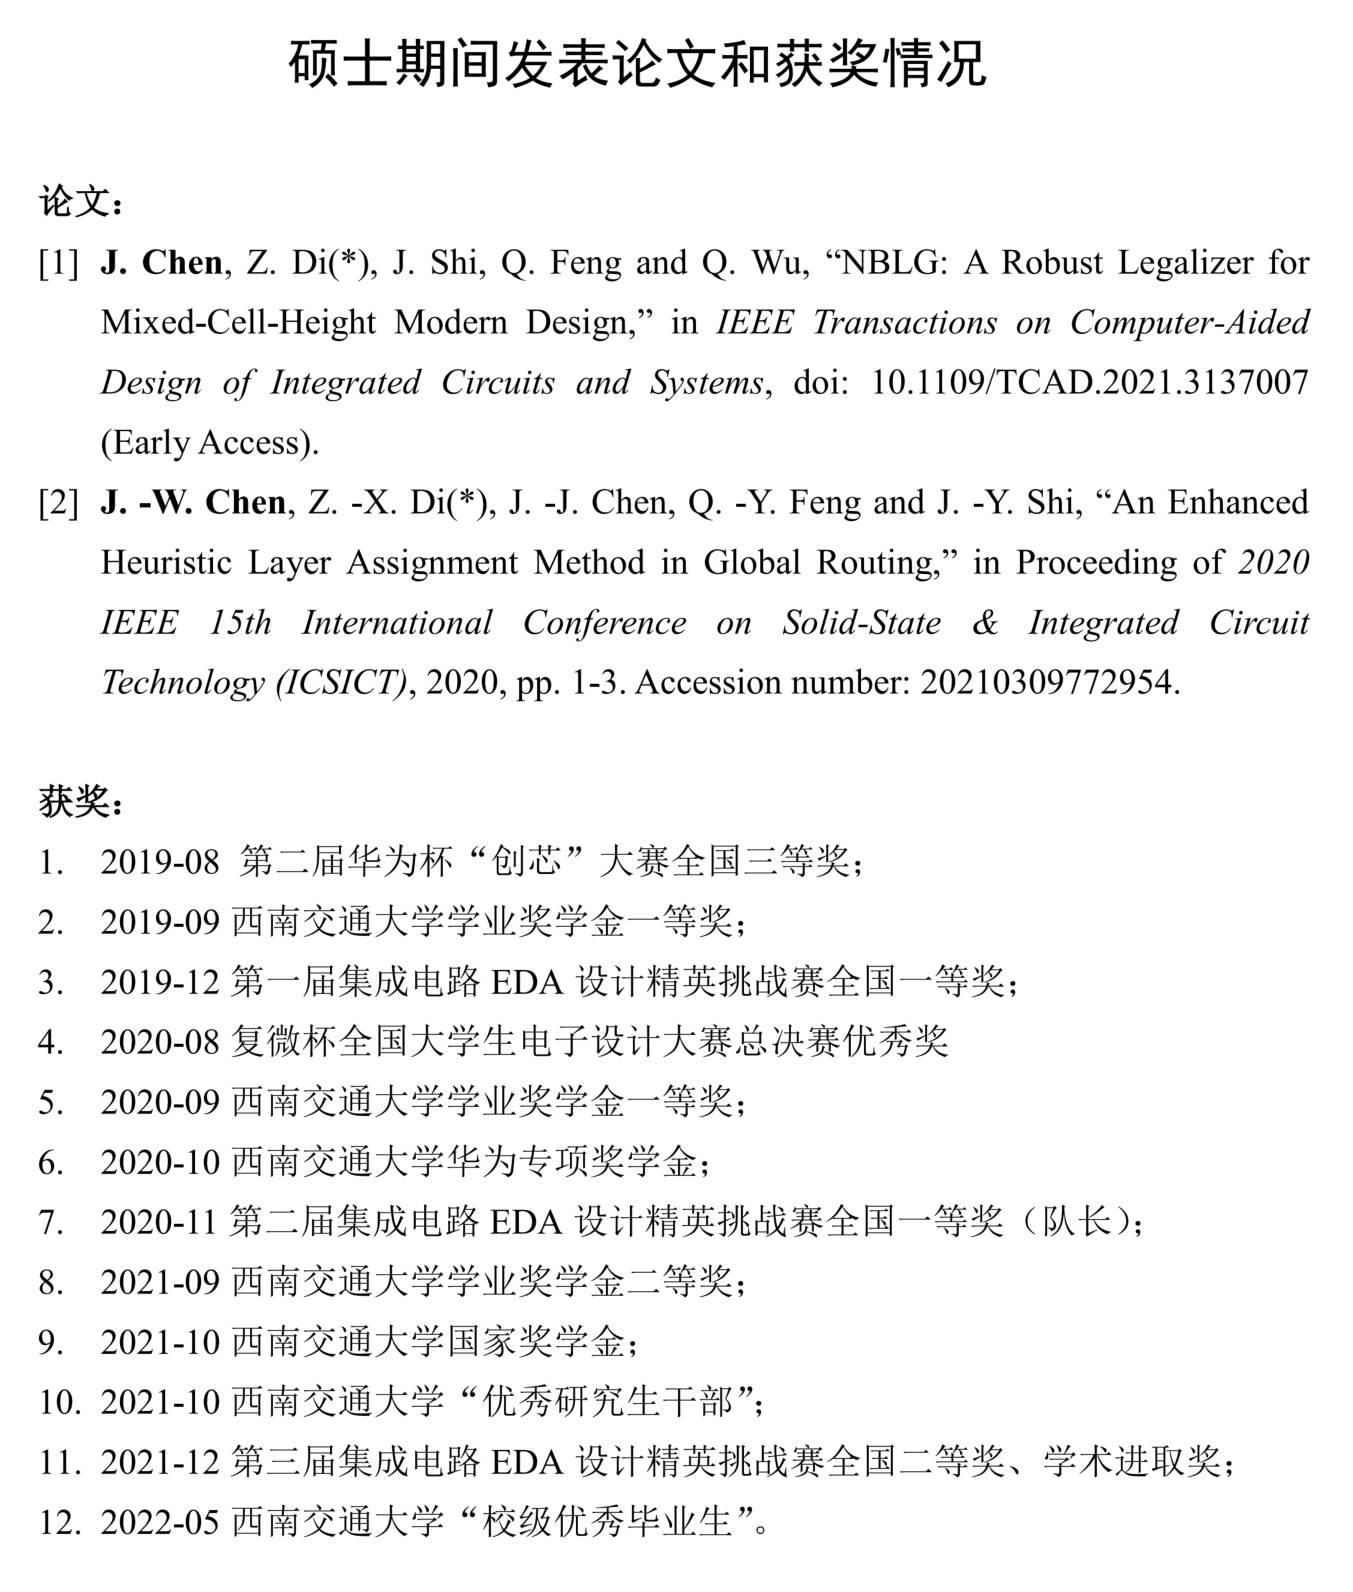 硕士期间发表论文和获奖情况
论文：
[1] J. Chen, Z. Di(*), J. Shi, Q. Feng and Q. Wu, “NBLG: A Robust Legalizer for
Mixed-Cell-Height Modern Design,” in IEEE Transactions on Computer-Aided
Design of Integrated Circuits and Systems, doi: 10.1109/TCAD.2021.3137007
(Early Access).
[2] J. -W. Chen, Z. -X. Di(*), J. -J. Chen, Q. -Y. Feng and J. -Y. Shi, “An Enhanced
Heuristic Layer Assignment Method in Global Routing,” in Proceeding of 2020
IEEE 15th International Conference on Solid-State & Integrated Circuit
Technology (ICSICT), 2020, pp. 1-3. Accession number: 20210309772954.
获奖：
1. 2019-08 第二届华为杯“创芯”大赛全国三等奖；
2. 2019-09 西南交通大学学业奖学金一等奖；
3. 2019-12 第一届集成电路 EDA 设计精英挑战赛全国一等奖；
4. 2020-08 复微杯全国大学生电子设计大赛总决赛优秀奖
5. 2020-09 西南交通大学学业奖学金一等奖；
6. 2020-10 西南交通大学华为专项奖学金；
7. 2020-11 第二届集成电路 EDA 设计精英挑战赛全国一等奖（队长）；
8. 2021-09 西南交通大学学业奖学金二等奖；
9. 2021-10 西南交通大学国家奖学金；
10. 2021-10 西南交通大学“优秀研究生干部”；
11. 2021-12 第三届集成电路 EDA 设计精英挑战赛全国二等奖、学术进取奖；
12. 2022-05 西南交通大学“校级优秀毕业生”。